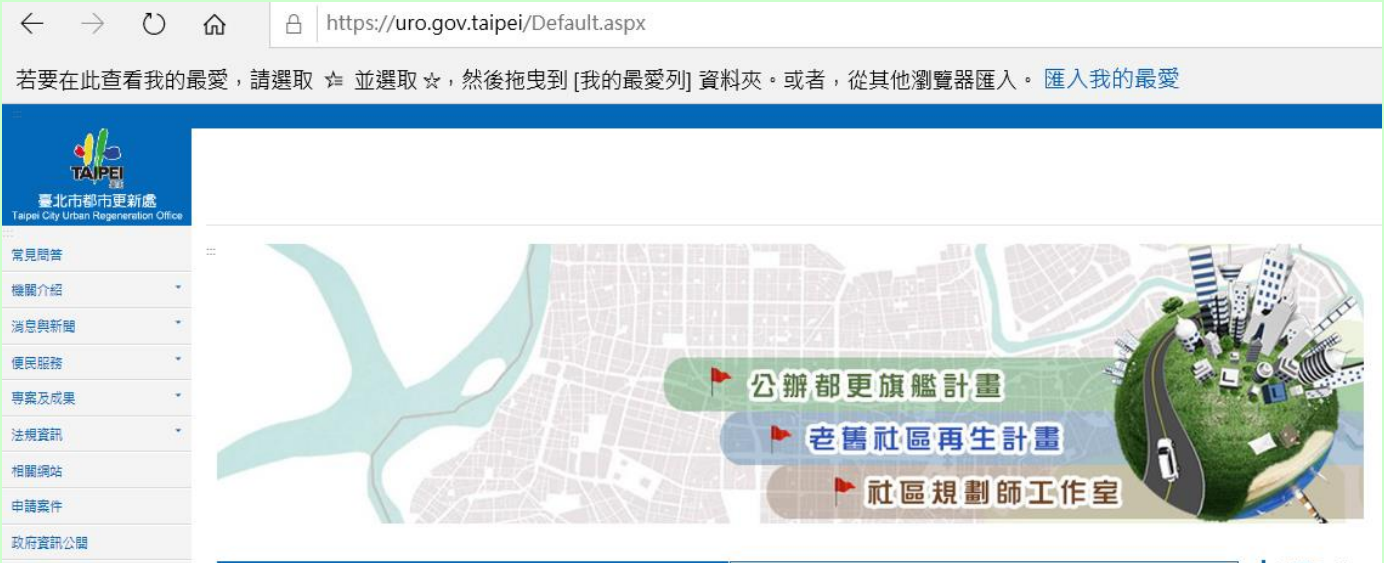 https://uro.gov.taipei/Default.aspx
若要在此查看我的最愛，請選取 並選取 ☆，然後拖曳到 [我的最愛列] 資料夾。或者，從其他瀏覽器匯入。 匯入我的最愛
TAIPEI
臺北市都市更新處
Taipei City Urban Regeneration Office
常見問答
機關介紹
消息與新聞
便民服務
專案及成果
法規資訊
相關網站
申請案件
政府資訊公開
公辦都更旗艦計畫
老舊社區再生計畫
社區規劃師工作室